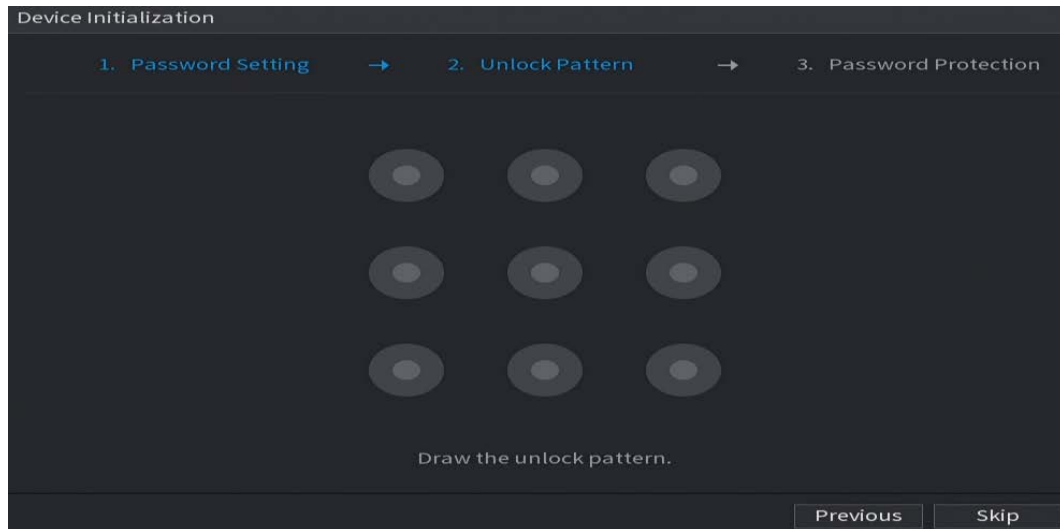 Device Initialization
1. Password Setting → 2. Unlock Pattern → 3. Password Protection
Draw the unlock pattern.
Previous Skip